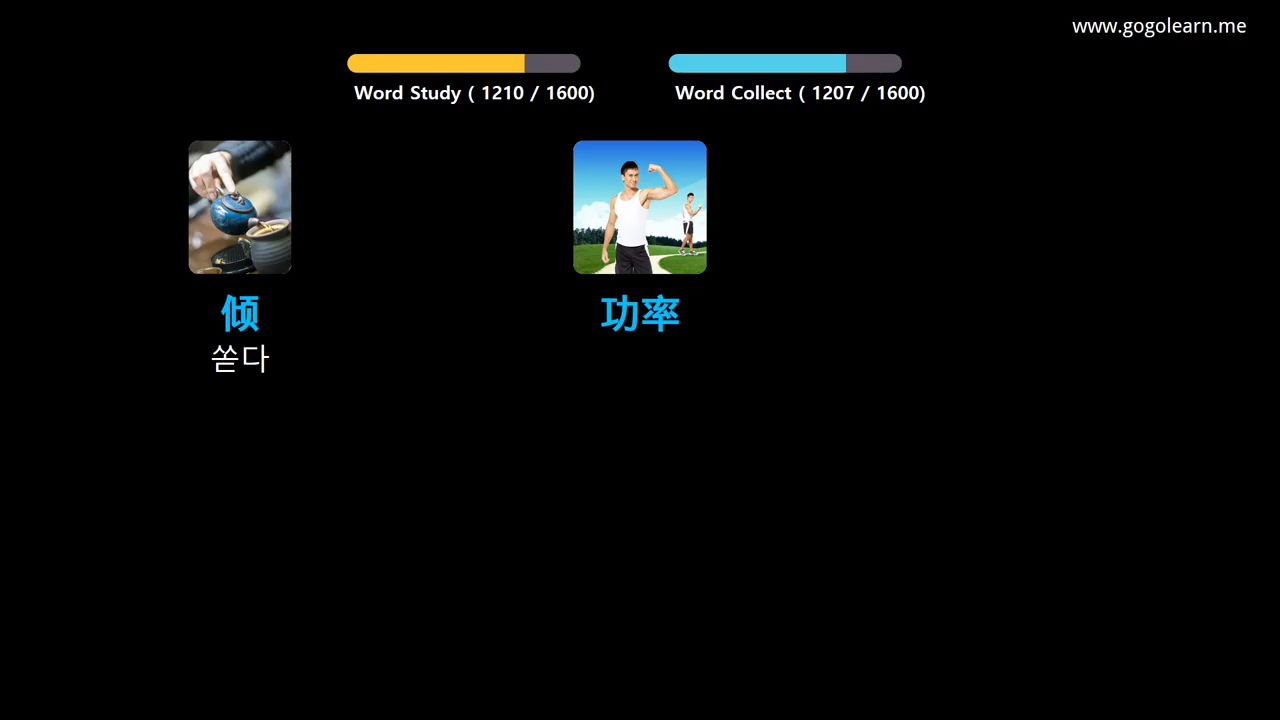 www.gogolearn.me
Word Study ( 1210 / 1600)
Word Collect ( 1207 / 1600)
倾
쏟다
功率